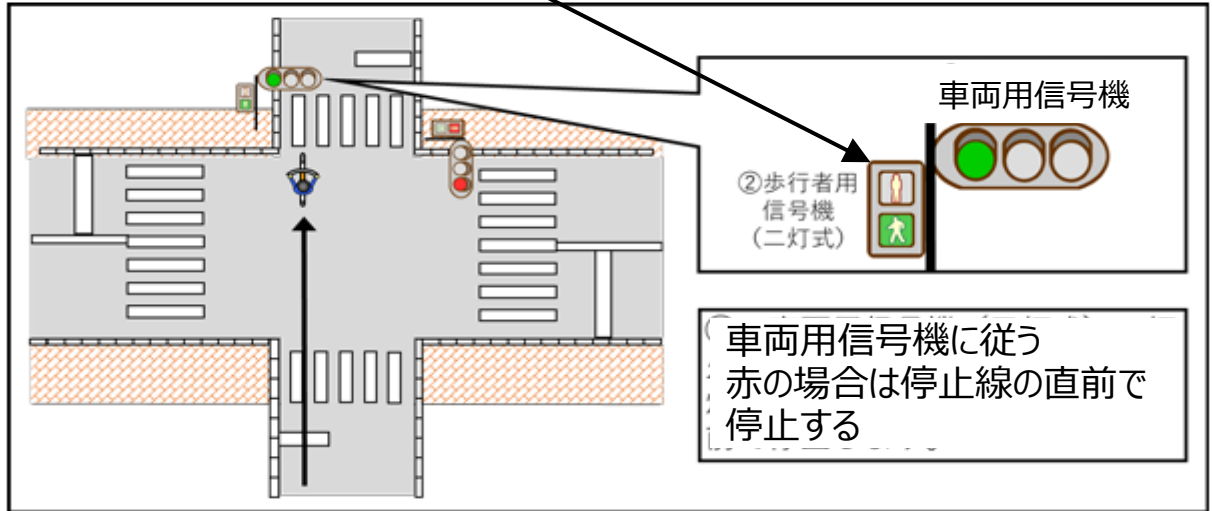 車両用信号機
②歩行者用
信号機
（二灯式）
車両用信号機に従う
赤の場合は停止線の直前で
停止する